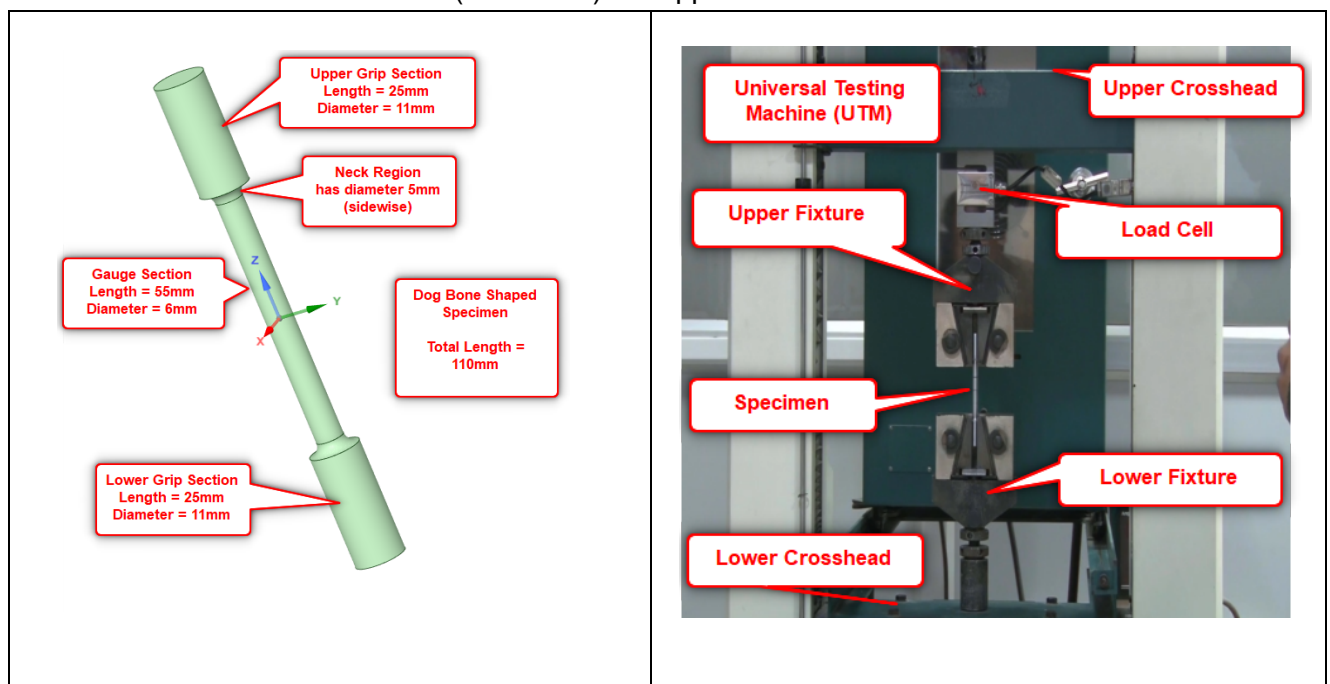 Upper Grip Section
Length = 25mm
Diameter = 11mm
Neck Region
has diameter 5mm
(sidewise)
Gauge Section
Length = 55mm
Diameter = 6mm
Z
Y
X
Dog Bone Shaped
Specimen
Total Length =
110mm
Lower Grip Section
Length = 25mm
Diameter = 11mm
Universal Testing
Machine (UTM)
Upper Crosshead
Upper Fixture
Load Cell
Specimen
Lower Fixture
Lower Crosshead